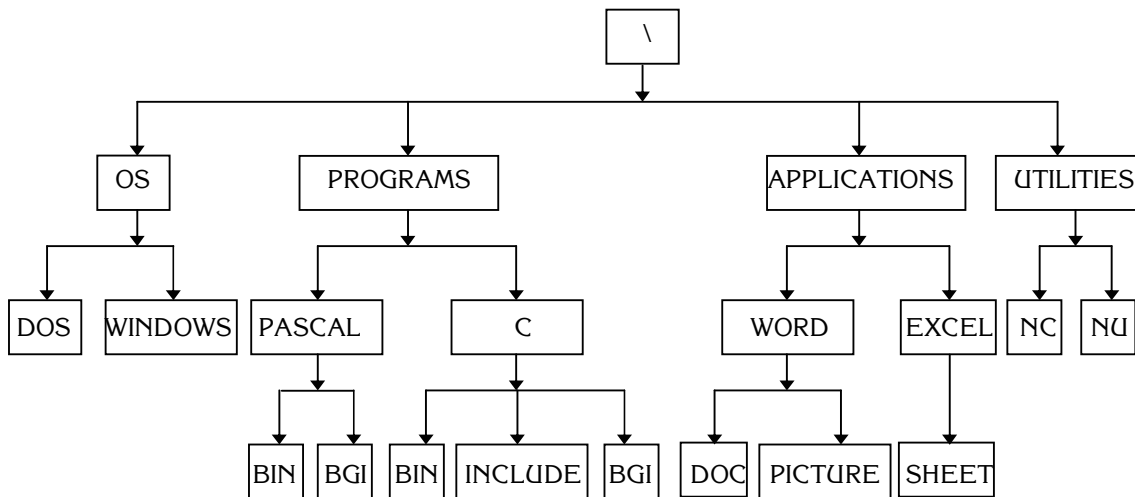 \
OS PROGRAMS APPLICATIONS UTILITIES
DOS WINDOWS PASCAL C WORD EXCEL NC NU
BIN BGI BIN INCLUDE BGI DOC PICTURE SHEET